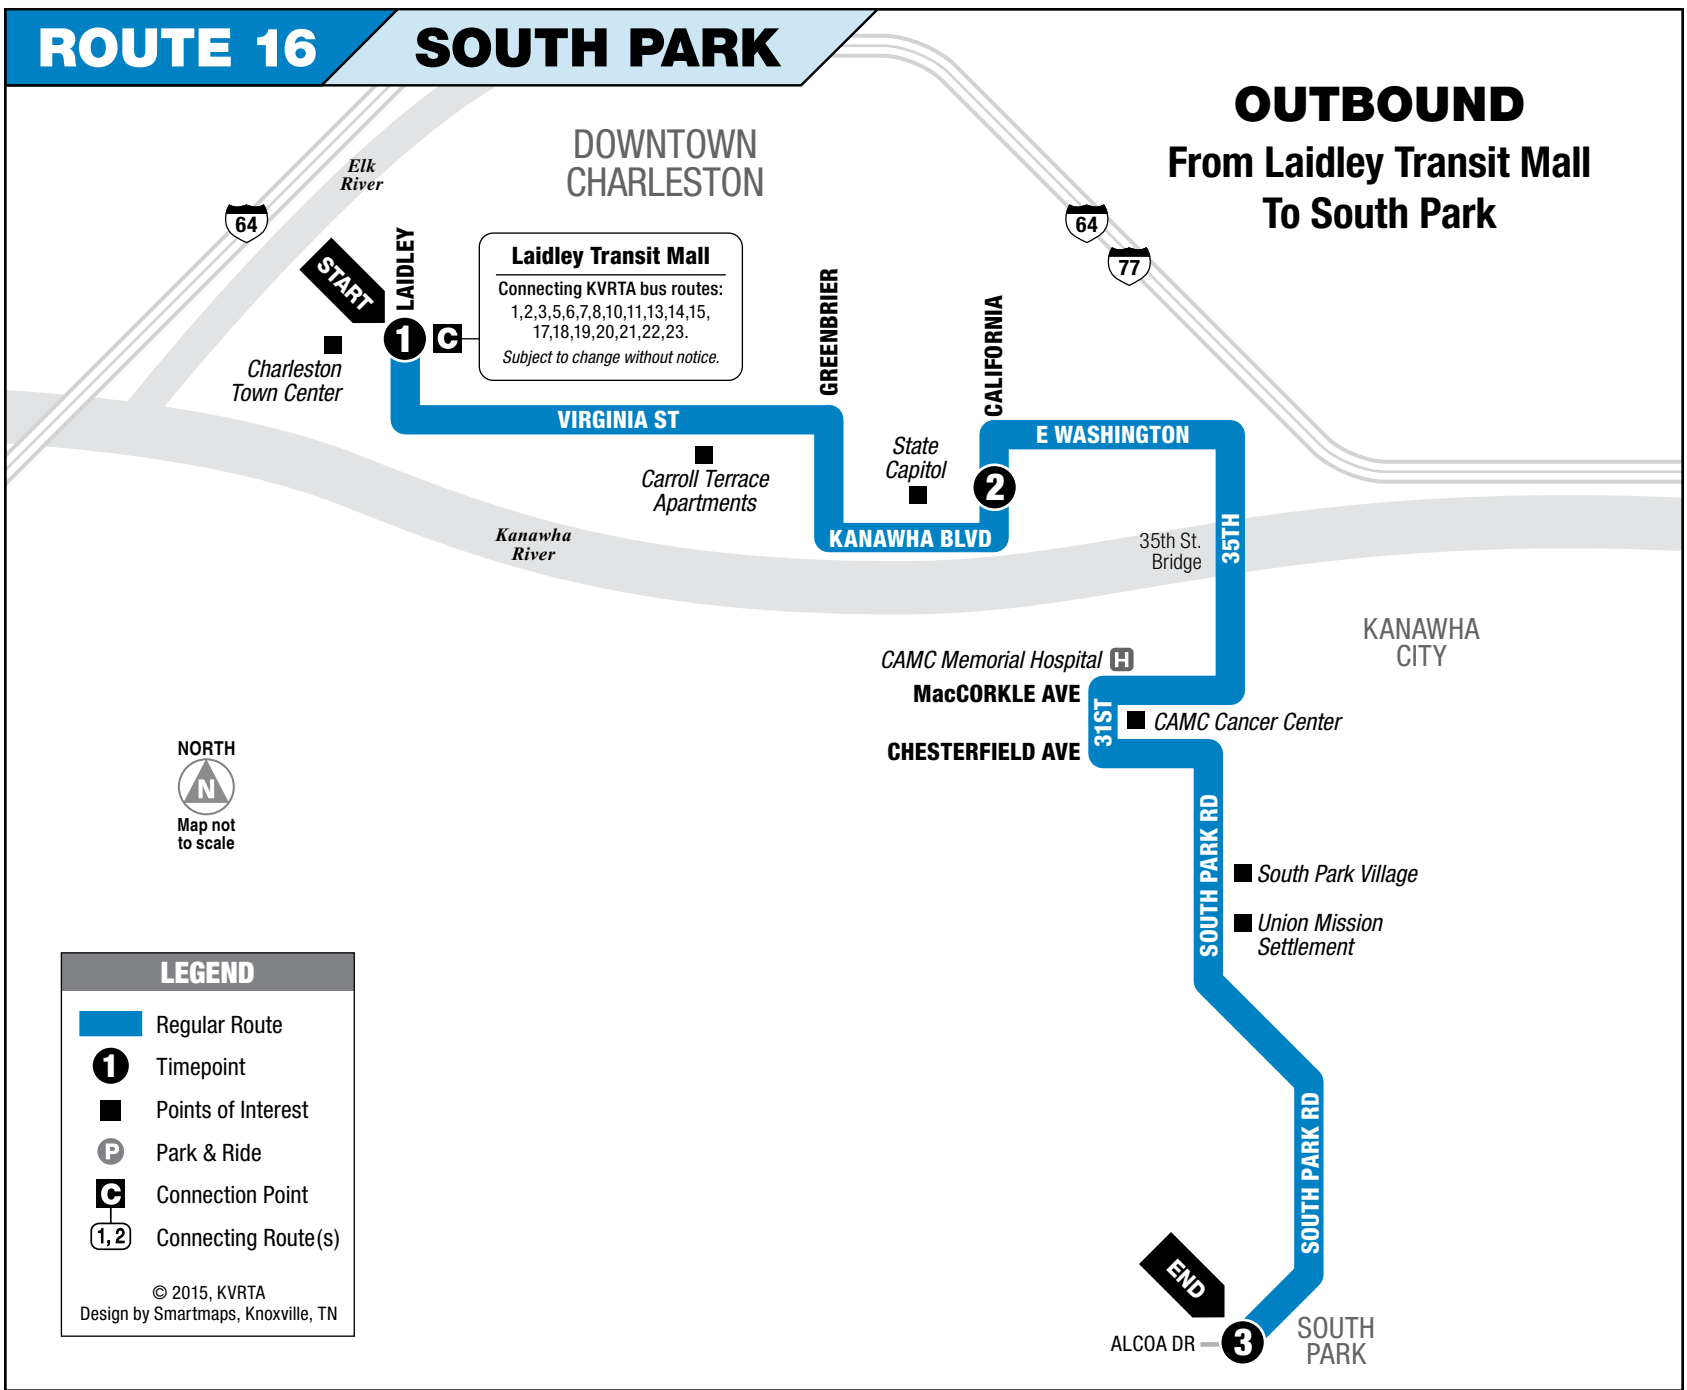 ROUTE 16
SOUTH PARK
OUTBOUND
From Laidley Transit Mall
To South Park
DOWNTOWN
CHARLESTON
Elk
River
64
64
77
START
LAIDLEY
1
C
Laidley Transit Mall
Connecting KVRTA bus routes:
1,2,3,5,6,7,8,10,11,13,14,15,
17,18,19,20,21,22,23.
Subject to change without notice.
GREENBRIER
CALIFORNIA
Charleston
Town Center
VIRGINIA ST
E WASHINGTON
State
Capitol
2
Carroll Terrace
Apartments
Kanawha
River
KANAWHA BLVD
35th St.
Bridge
35TH
KANAWHA
CITY
CAMC Memorial Hospital H
MacCORKLE AVE
31ST
CAMC Cancer Center
CHESTERFIELD AVE
NORTH
N
Map not
to scale
SOUTH PARK RD
South Park Village
Union Mission
Settlement
SOUTH PARK RD
END
ALCOA DR
3
SOUTH
PARK
LEGEND
Regular Route
1 Timepoint
Points of Interest
P Park & Ride
C Connection Point
1, 2 Connecting Route(s)
© 2015, KVRTA
Design by Smartmaps, Knoxville, TN